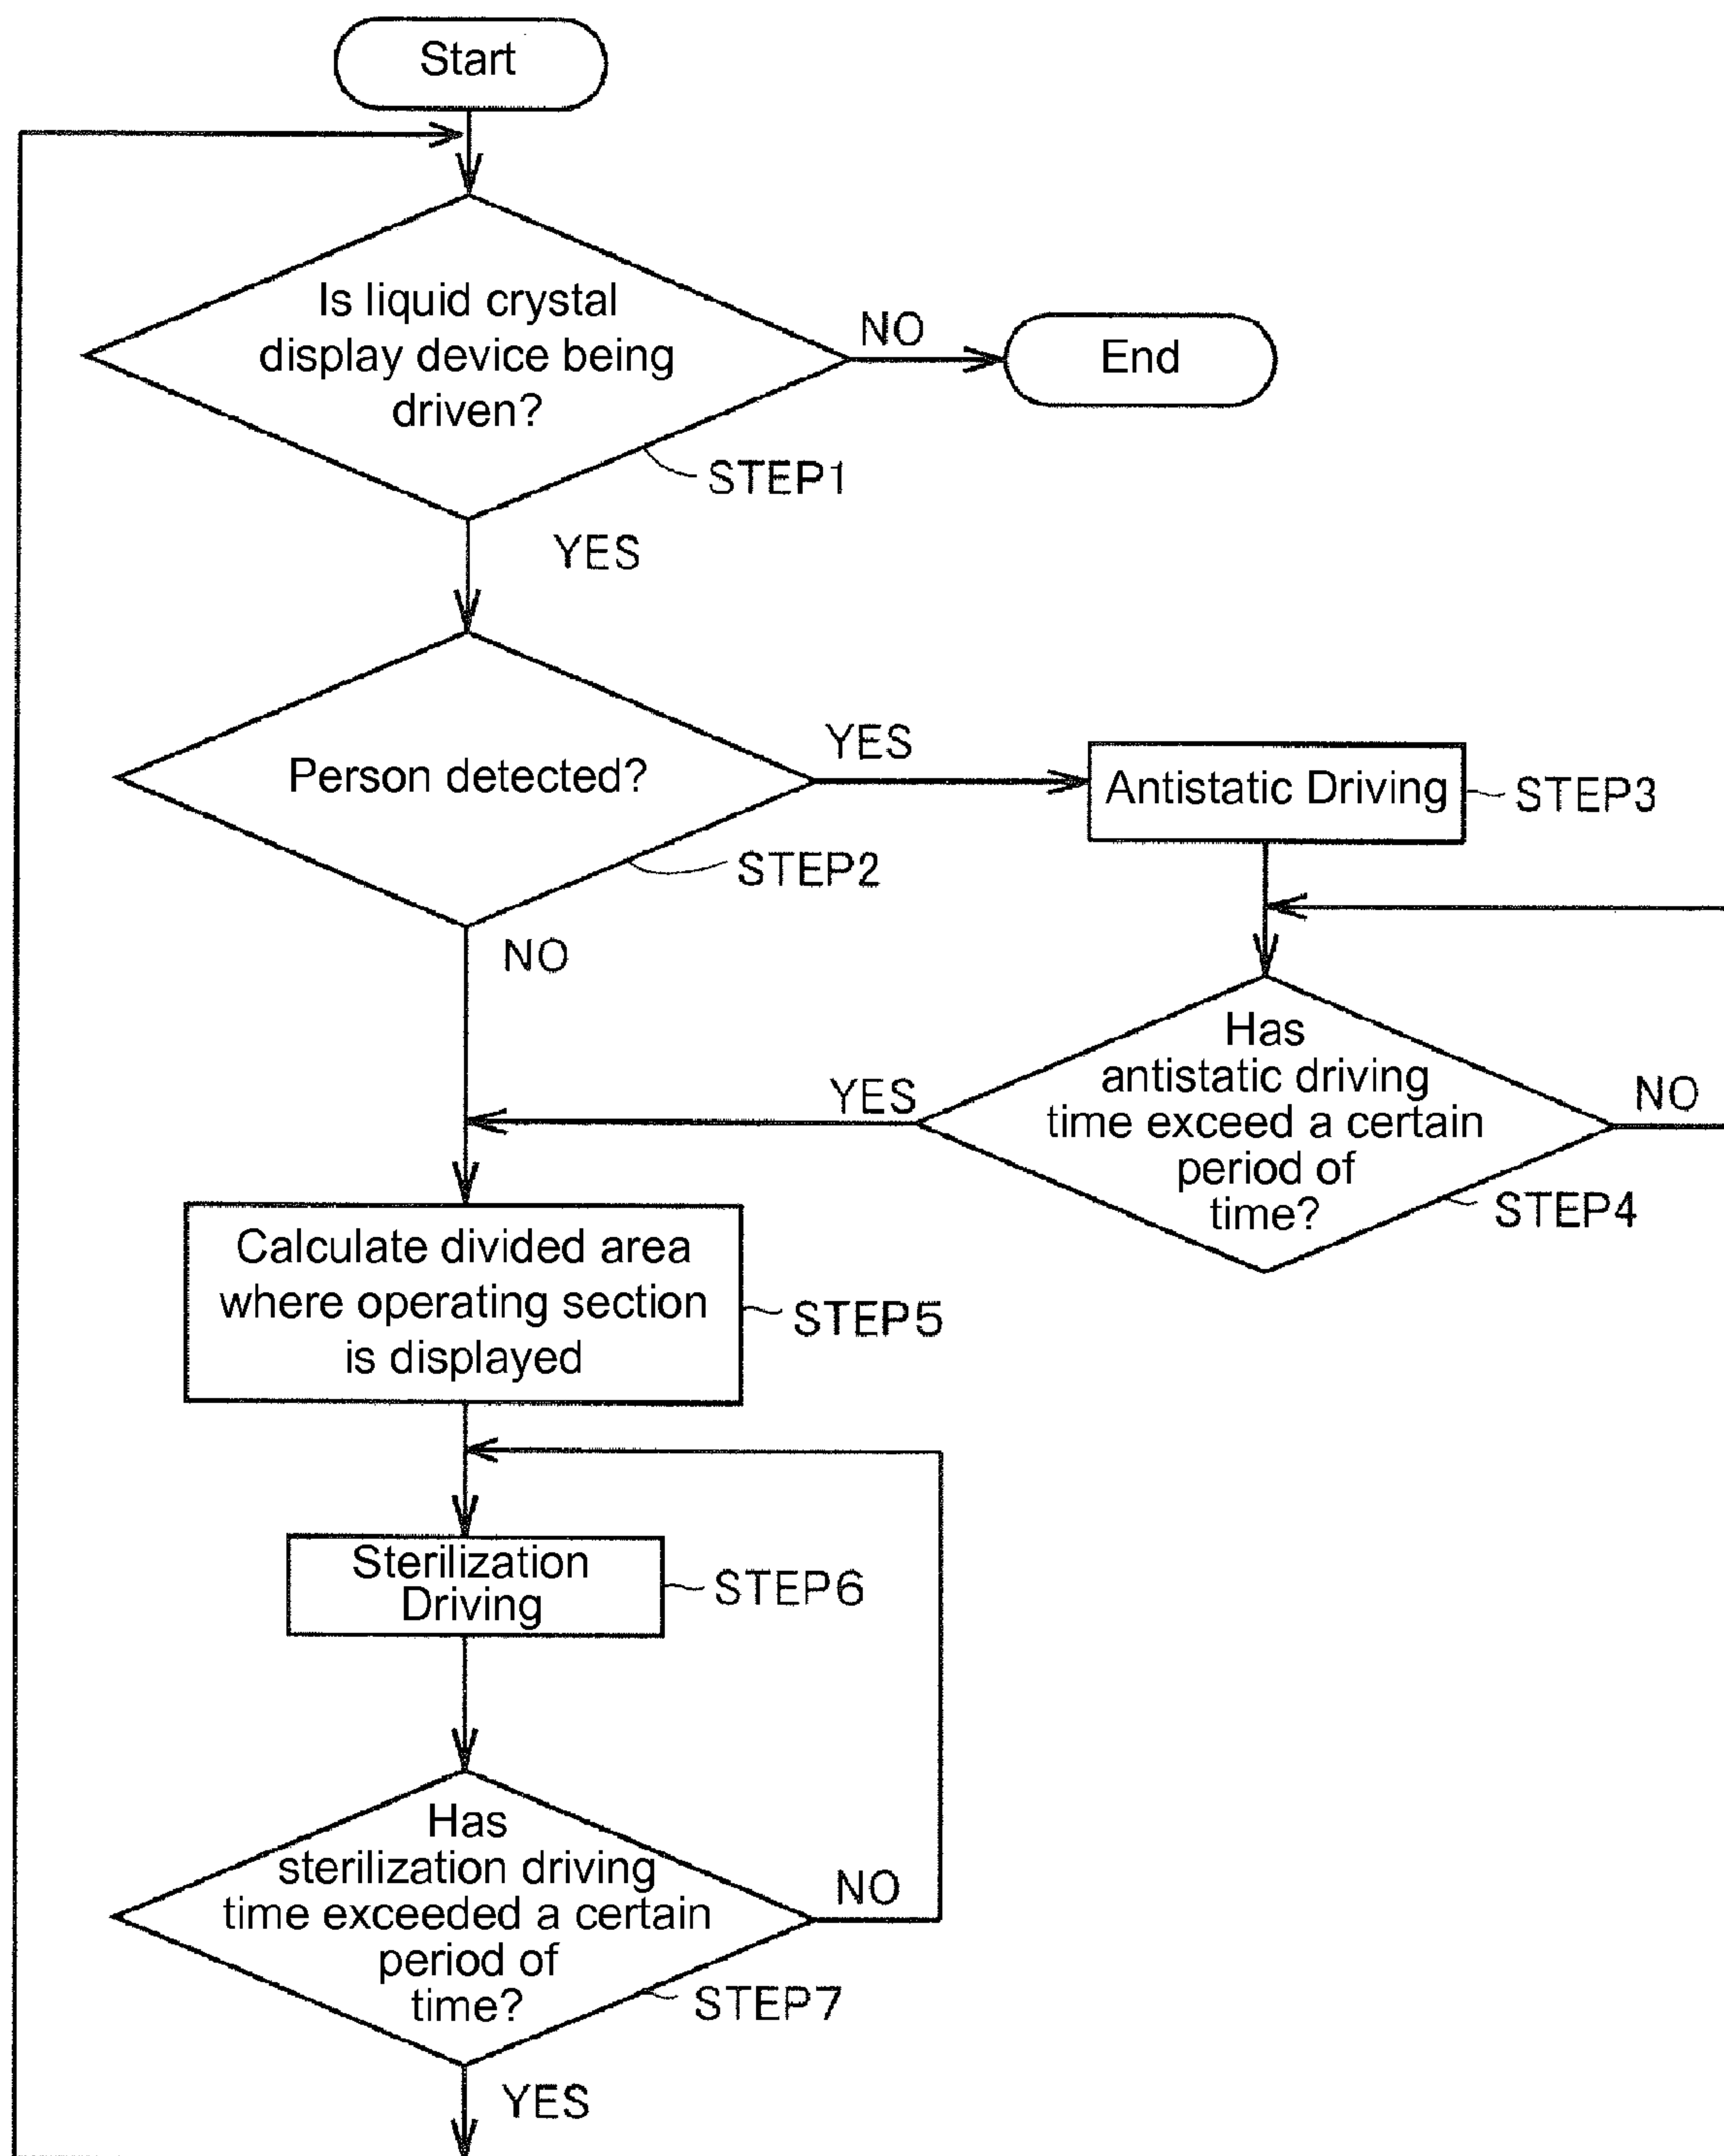 Start
Is liquid crystal
display device being
driven?
NO
End
STEP1
YES
Person detected?
YES
Antistatic Driving
STEP3
STEP2
NO
Has
antistatic driving
time exceed a certain
period of
time?
YES
NO
STEP4
Calculate divided area
where operating section
is displayed
STEP5
Sterilization
Driving
STEP6
Has
sterilization driving
time exceeded a certain
period of
time?
NO
STEP7
YES